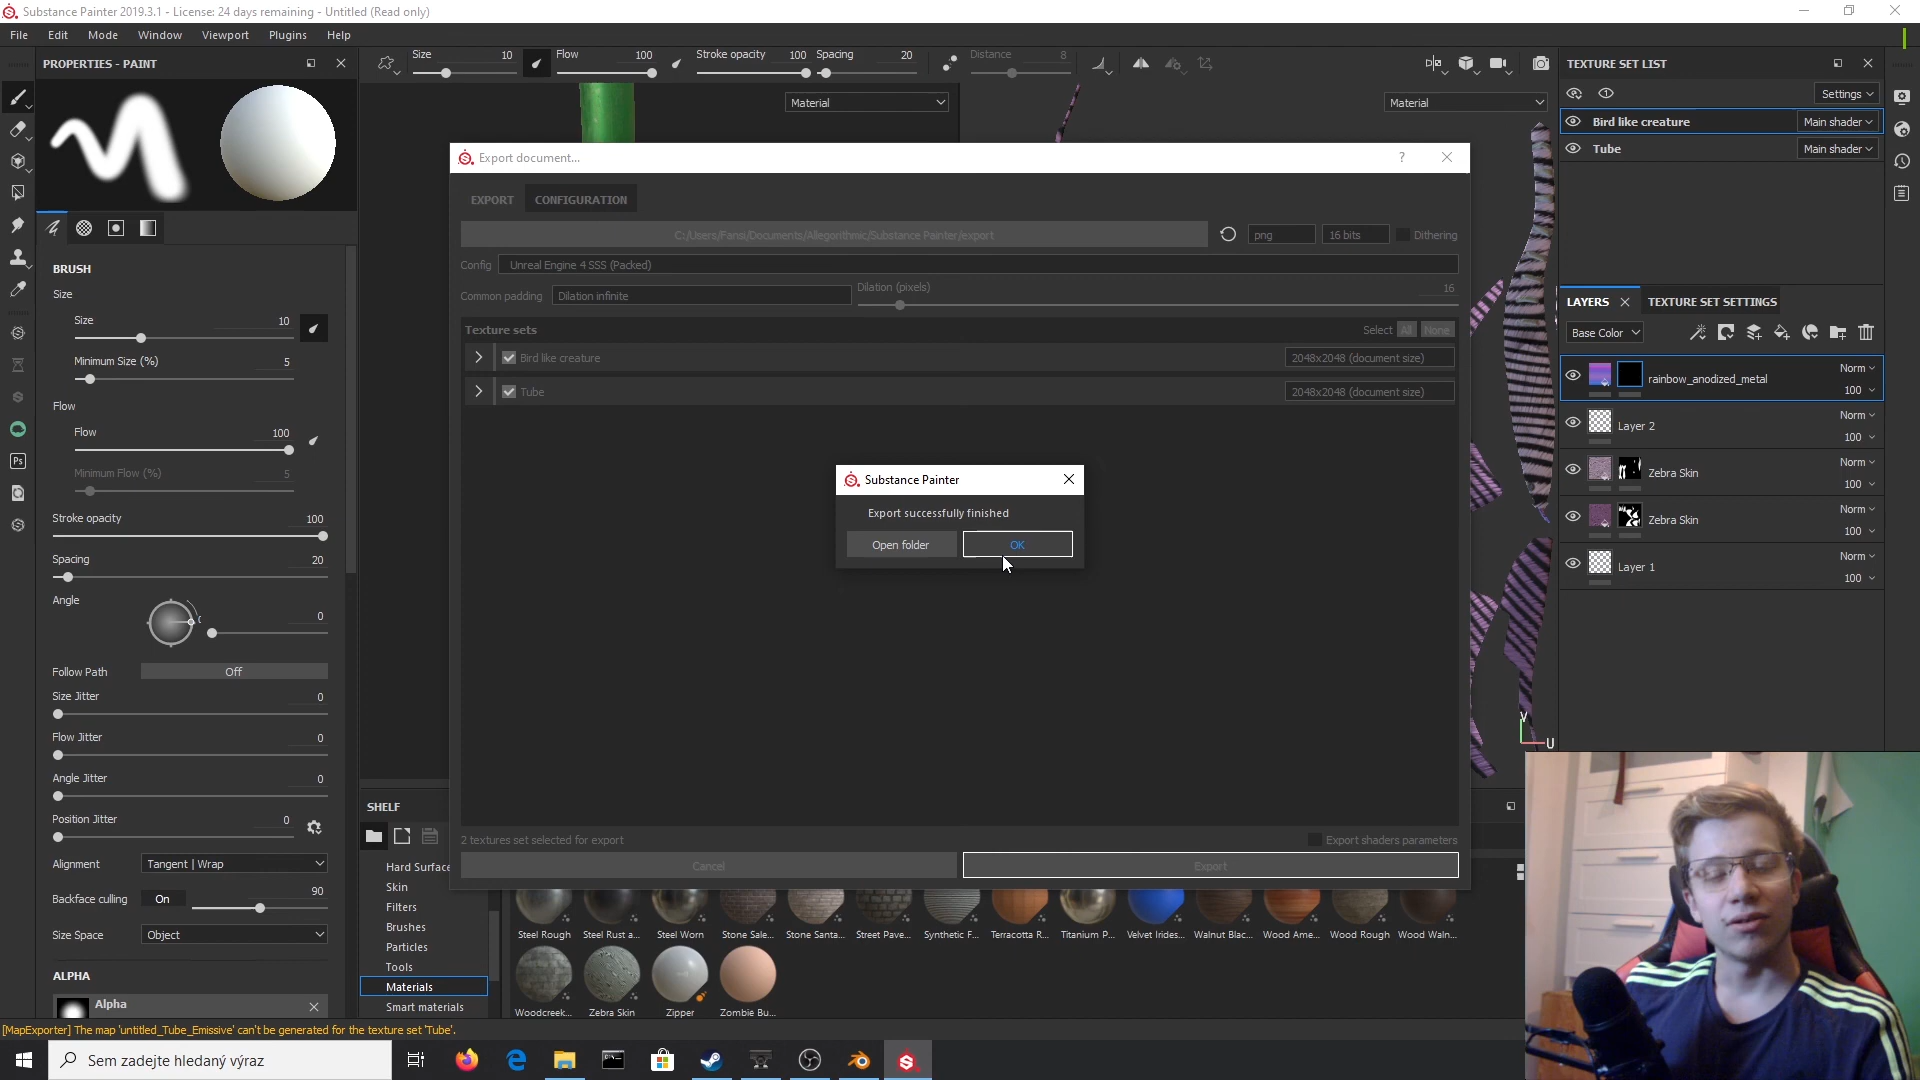 Substance Painter 2019.3.1 - License: 24 days remaining - Untitled (Read only)
File Edit Mode Window Viewport Plugins Help
PROPERTIES - PAINT
Size 10 Flow 100 Stroke opacity 100 Spacing 20 Distance 8
Material
Material
TEXTURE SET LIST
Settings
Bird like creature Main shader
Tube Main shader
BRUSH
Size
Size 10
Minimum Size (%) 5
Flow
Flow 100
Minimum Flow (%) 5
Stroke opacity 100
Spacing 20
Angle
0
Follow Path Off
Size Jitter 0
Flow Jitter 0
Angle Jitter 0
Position Jitter 0
Alignment Tangent | Wrap
Backface culling On 90
Size Space Object
ALPHA
Alpha
Ps
Export document...
?
EXPORT CONFIGURATION
C:/Users/Fansi/Documents/Allegorithmic/Substance Painter/export
png 16 bits Dithering
Config Unreal Engine 4 SSS (Packed)
Common padding Dilation infinite Dilation (pixels) 16
Texture sets Select All None
Bird like creature 2048x2048 (document size)
Tube 2048x2048 (document size)
Substance Painter
Export successfully finished
Open folder OK
2 textures set selected for export Export shaders parameters
Cancel Export
LAYERS TEXTURE SET SETTINGS
Base Color
rainbow_anodized_metal Norm 100
Layer 2 Norm 100
Zebra Skin Norm 100
Zebra Skin Norm 100
Layer 1 Norm 100
V
U
SHELF
Hard Surface
Skin
Filters
Brushes
Particles
Tools
Materials
Smart materials
Steel Rough Steel Rust a... Steel Worn Stone Sale... Stone Santa... Street Pave... Synthetic F... Terracotta R... Titanium P... Velvet Irides... Walnut Blac... Wood Ame... Wood Rough Wood Waln...
Woodcreek... Zebra Skin Zipper Zombie Bu...
[MapExporter] The map 'untitled_Tube_Emissive' can't be generated for the texture set 'Tube'.
Sem zadejte hledaný výraz